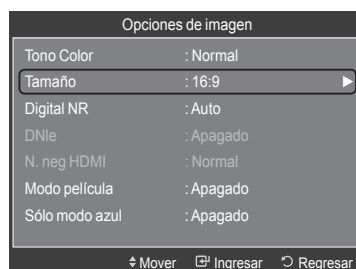 Opciones de imagen
Tono Color : Normal
Tamaño : 16:9
Digital NR : Auto
DNIe : Apagado
N. neg HDMI : Normal
Modo película : Apagado
Sólo modo azul : Apagado
Mover Ingresar Regresar